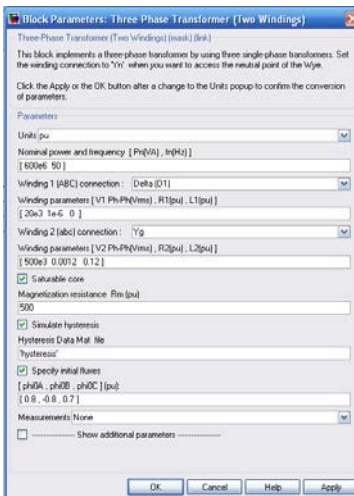 Block Parameters: Three Phase Transformer (Two Windings)
Three-Phase Transformer (Two Windings) (mask) (link)
This block implements a three-phase transformer by using three single-phase transformers. Set
the winding connection to 'Yn' when you want to access the neutral point of the Wye.
Click the Apply or the OK button after a change to the Units popup to confirm the conversion
of parameters.
Parameters
Units pu
Nominal power and frequency [ Pn(VA) , fn(Hz) ]
[ 600e6 50 ]
Winding 1 (ABC) connection : Delta (D1)
Winding parameters [ V1 Ph-Ph(Vrms) , R1(pu) , L1(pu) ]
[ 20e3 1e-6 0 ]
Winding 2 (abc) connection : Yg
Winding parameters [ V2 Ph-Ph(Vrms) , R2(pu) , L2(pu) ]
[ 500e3 0.0012 0.12 ]
Saturable core
Magnetization resistance Rm (pu)
500
Simulate hysteresis
Hysteresis Data Mat file
'hysteresis'
Specify initial fluxes
[ phi0A , phi0B , phi0C ] (pu):
[ 0.8 , -0.8 , 0.7 ]
Measurements None
--------------- Show additional parameters ---------------
OK Cancel Help Apply